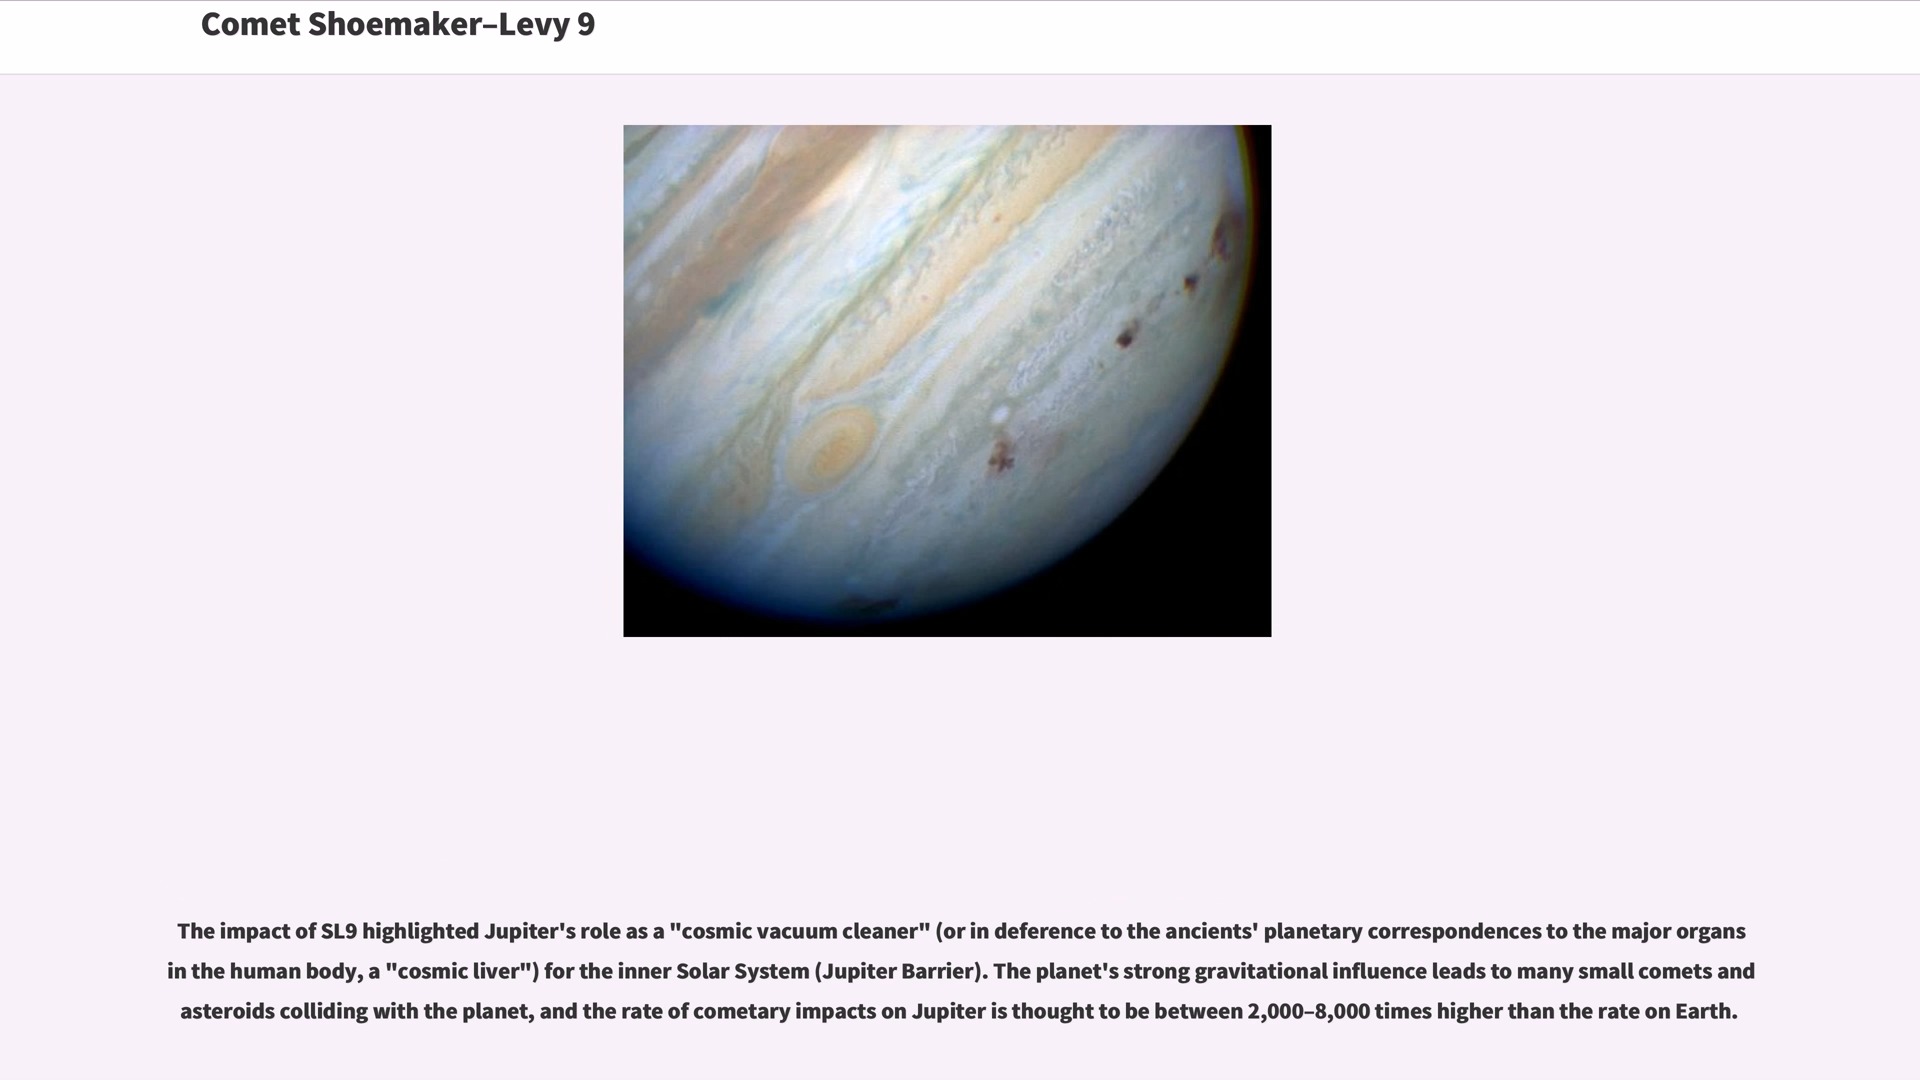 Comet Shoemaker–Levy 9
The impact of SL9 highlighted Jupiter's role as a "cosmic vacuum cleaner" (or in deference to the ancients' planetary correspondences to the major organs
in the human body, a "cosmic liver") for the inner Solar System (Jupiter Barrier). The planet's strong gravitational influence leads to many small comets and
asteroids colliding with the planet, and the rate of cometary impacts on Jupiter is thought to be between 2,000–8,000 times higher than the rate on Earth.